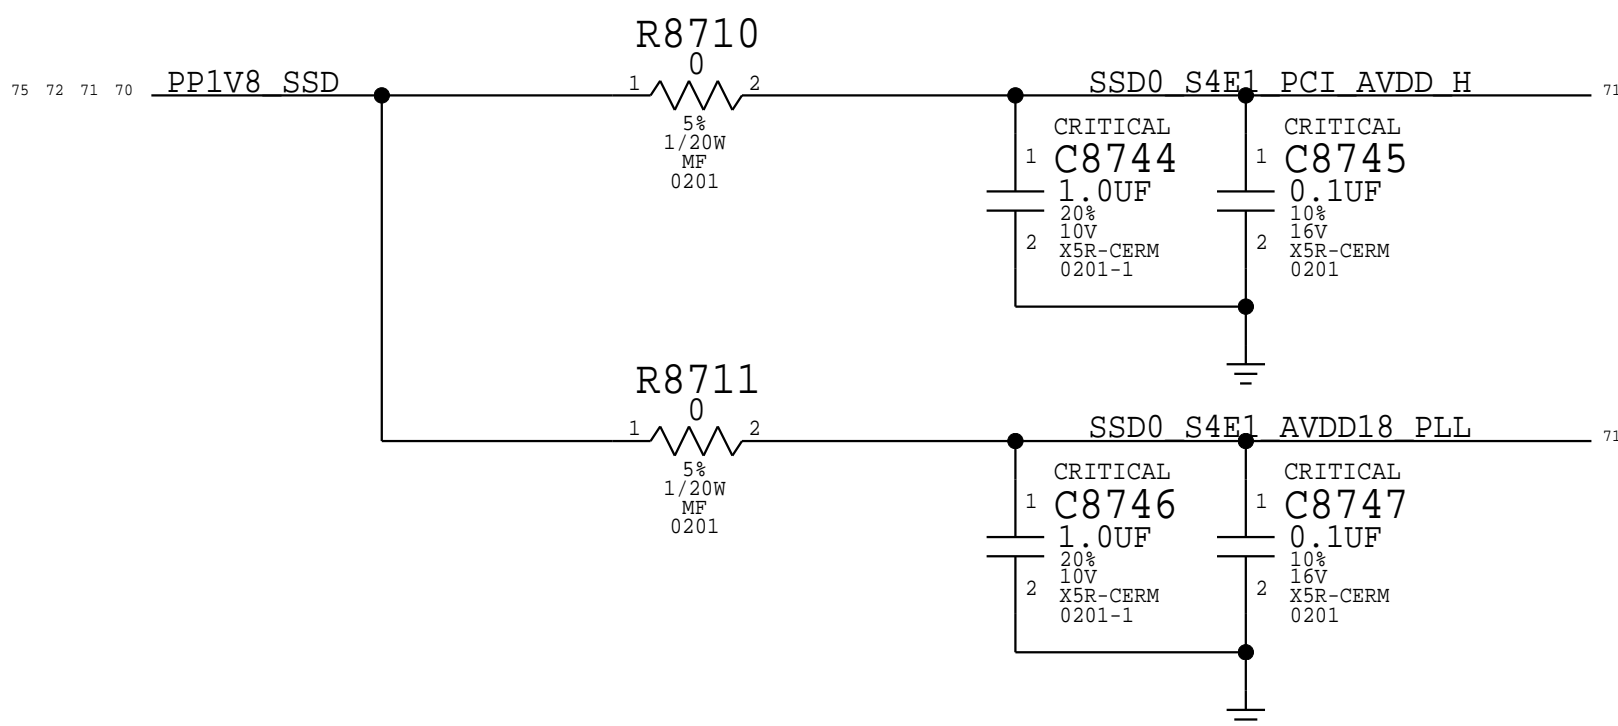 R8710
0
75 72 71 70 PP1V8_SSD 1 2 SSD0_S4E1_PCI_AVDD_H 71
5%
1/20W
MF
0201
CRITICAL CRITICAL
1 C8744 1 C8745
1.0UF 0.1UF
20% 10%
10V 16V
2 X5R-CERM 2 X5R-CERM
0201-1 0201
R8711
0
1 2 SSD0_S4E1_AVDD18_PLL 71
5%
1/20W
MF
0201
CRITICAL CRITICAL
1 C8746 1 C8747
1.0UF 0.1UF
20% 10%
10V 16V
2 X5R-CERM 2 X5R-CERM
0201-1 0201